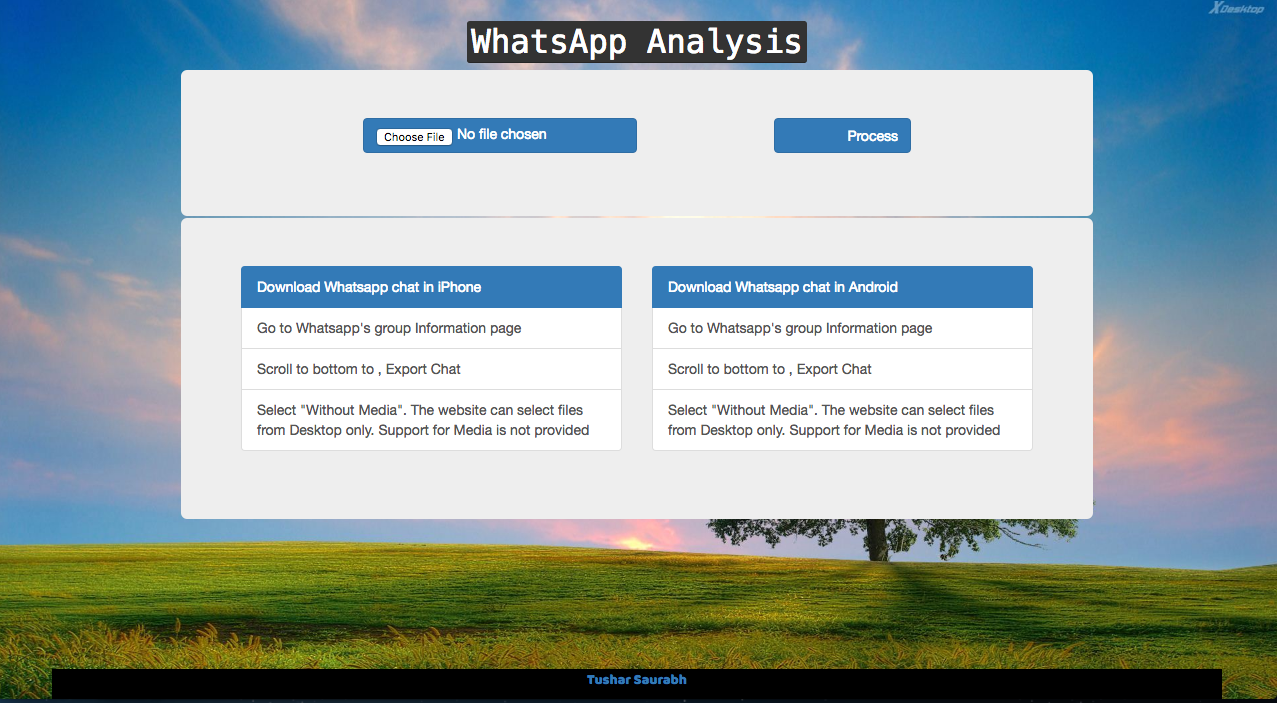 XDesktop
WhatsApp Analysis
Choose File No file chosen
Process
Download Whatsapp chat in iPhone
Go to Whatsapp's group Information page
Scroll to bottom to , Export Chat
Select "Without Media". The website can select files
from Desktop only. Support for Media is not provided
Download Whatsapp chat in Android
Go to Whatsapp's group Information page
Scroll to bottom to , Export Chat
Select "Without Media". The website can select files
from Desktop only. Support for Media is not provided
Tushar Saurabh